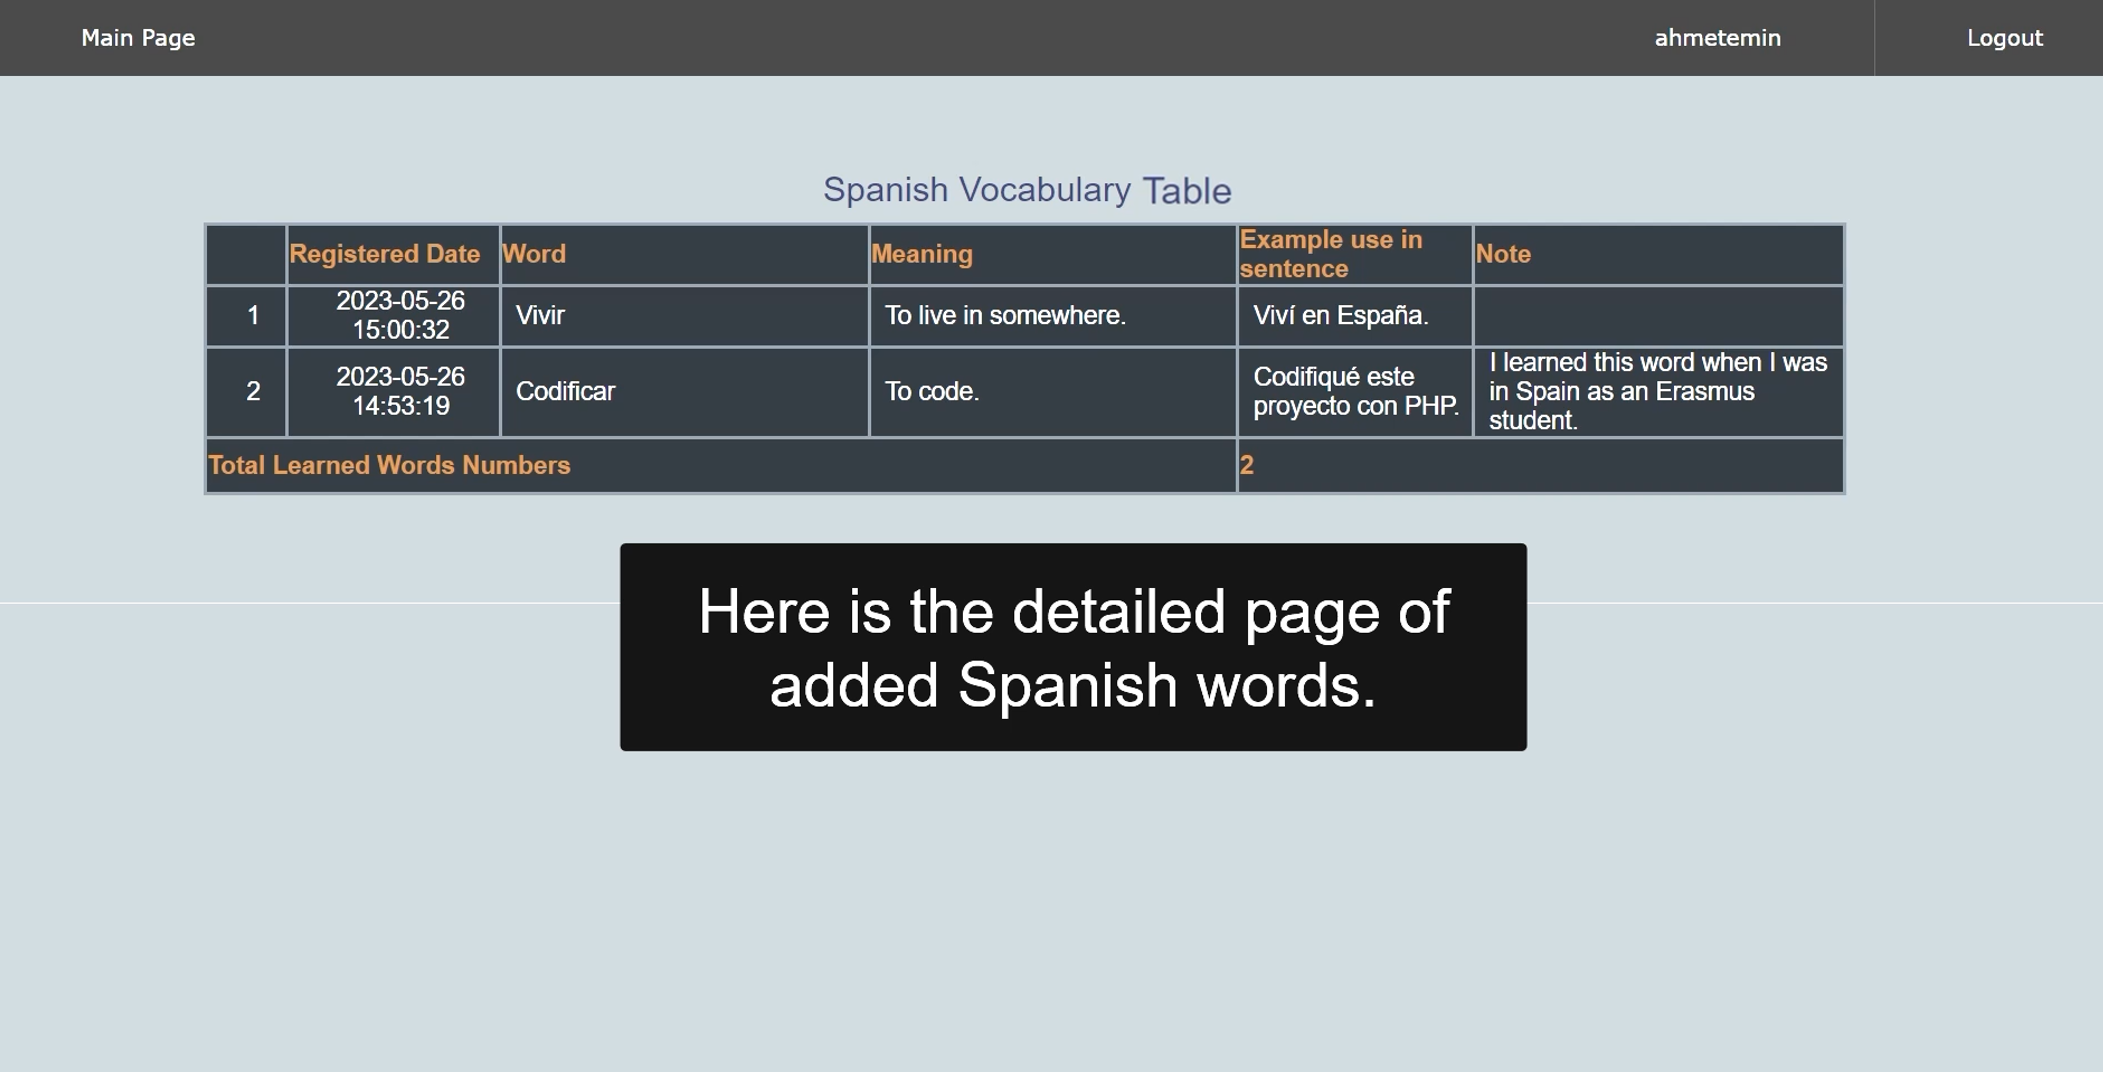 Main Page
ahmetemin
Logout
Spanish Vocabulary Table
Registered Date
Word
Meaning
Example use in
sentence
Note
1
2023-05-26
15:00:32
Vivir
To live in somewhere.
Viví en España.
2
2023-05-26
14:53:19
Codificar
To code.
Codifiqué este
proyecto con PHP.
I learned this word when I was
in Spain as an Erasmus
student.
Total Learned Words Numbers
2
Here is the detailed page of
added Spanish words.